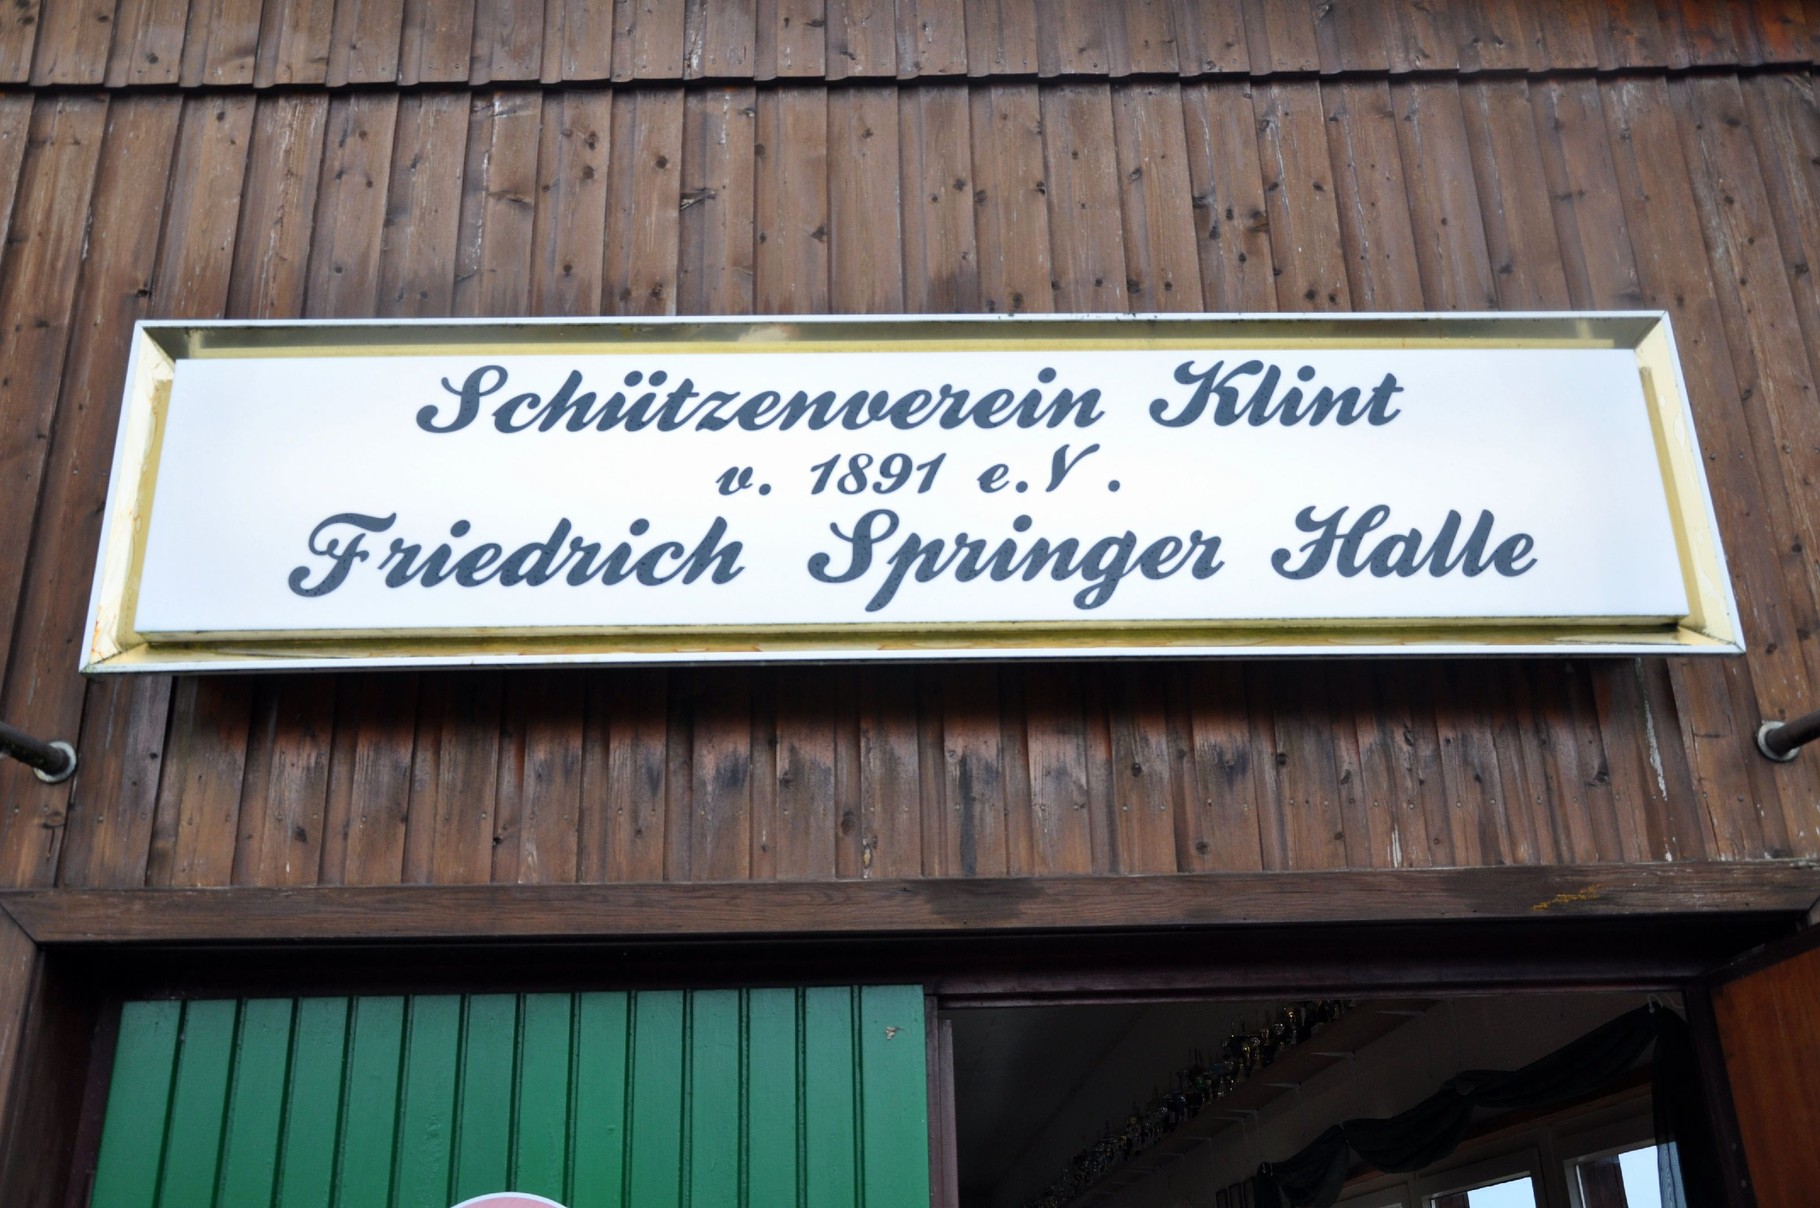 Schützenverein Klint
v. 1891 e.V.
Friedrich Springer Halle